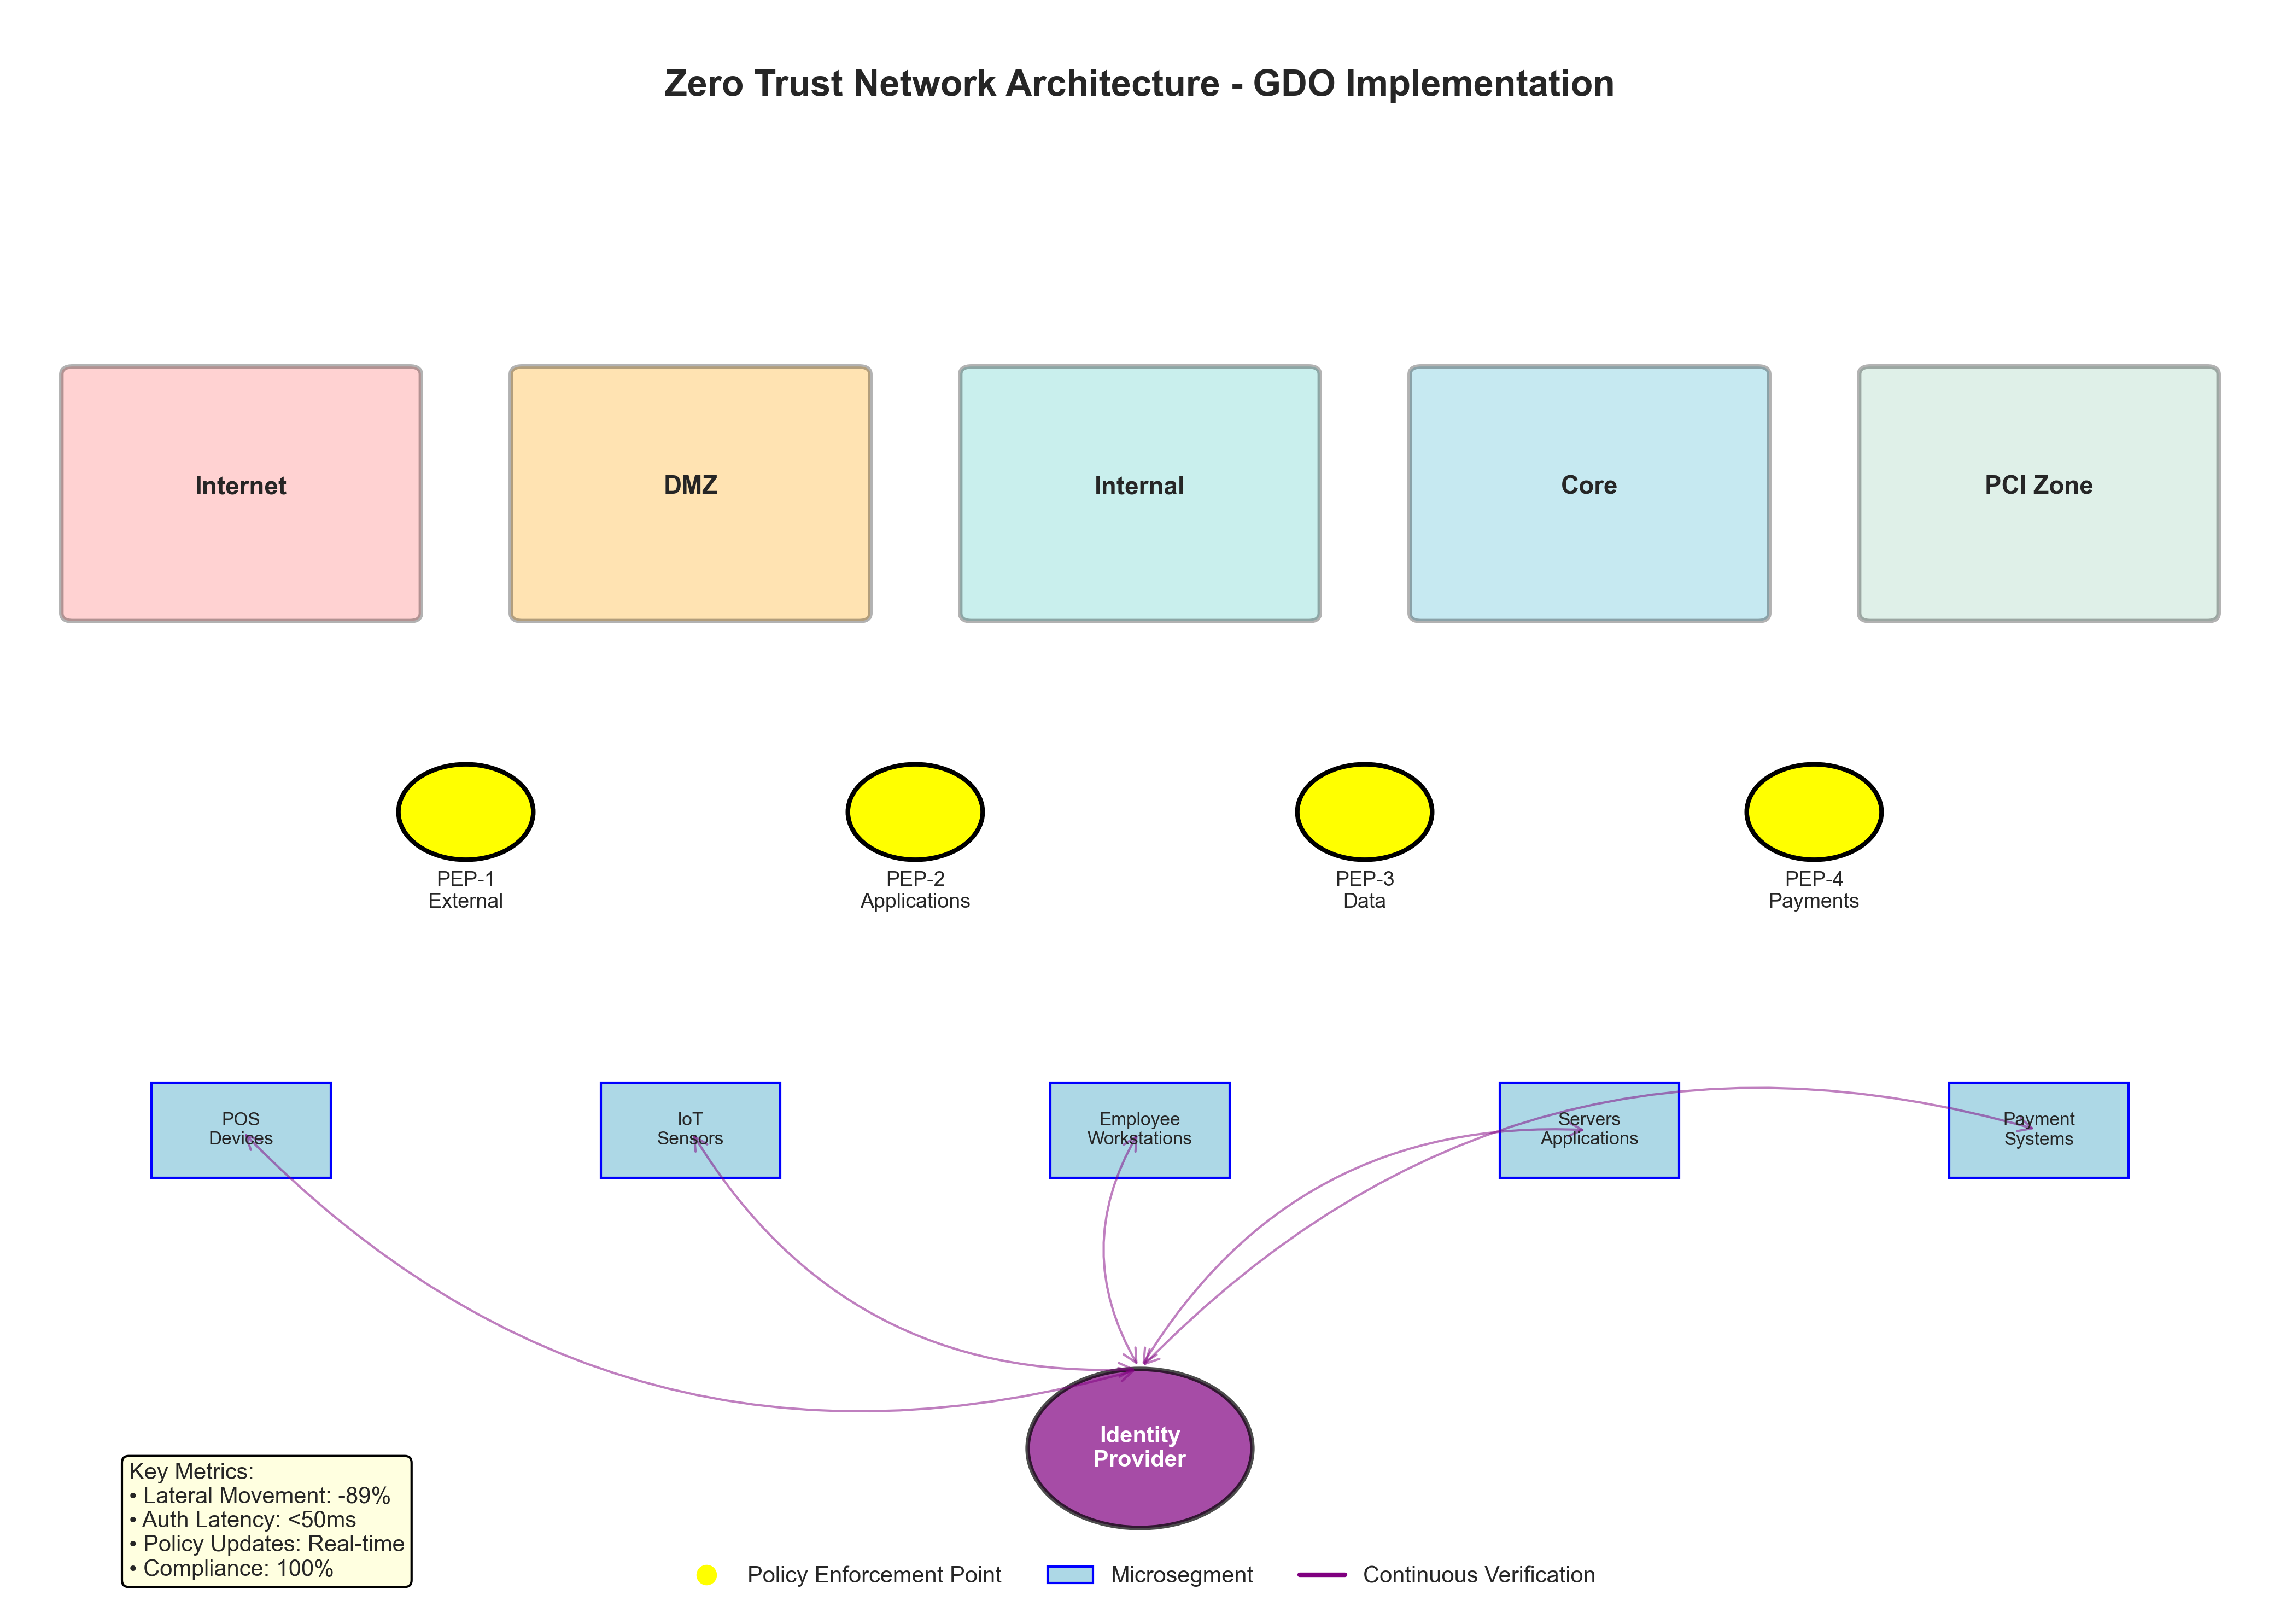 Zero Trust Network Architecture - GDO Implementation
Internet
DMZ
Internal
Core
PCI Zone
PEP-1
External
PEP-2
Applications
PEP-3
Data
PEP-4
Payments
POS
Devices
IoT
Sensors
Employee
Workstations
Servers
Applications
Payment
Systems
Identity
Provider
Key Metrics:
• Lateral Movement: -89%
• Auth Latency: <50ms
• Policy Updates: Real-time
• Compliance: 100%
Policy Enforcement Point
Microsegment
Continuous Verification